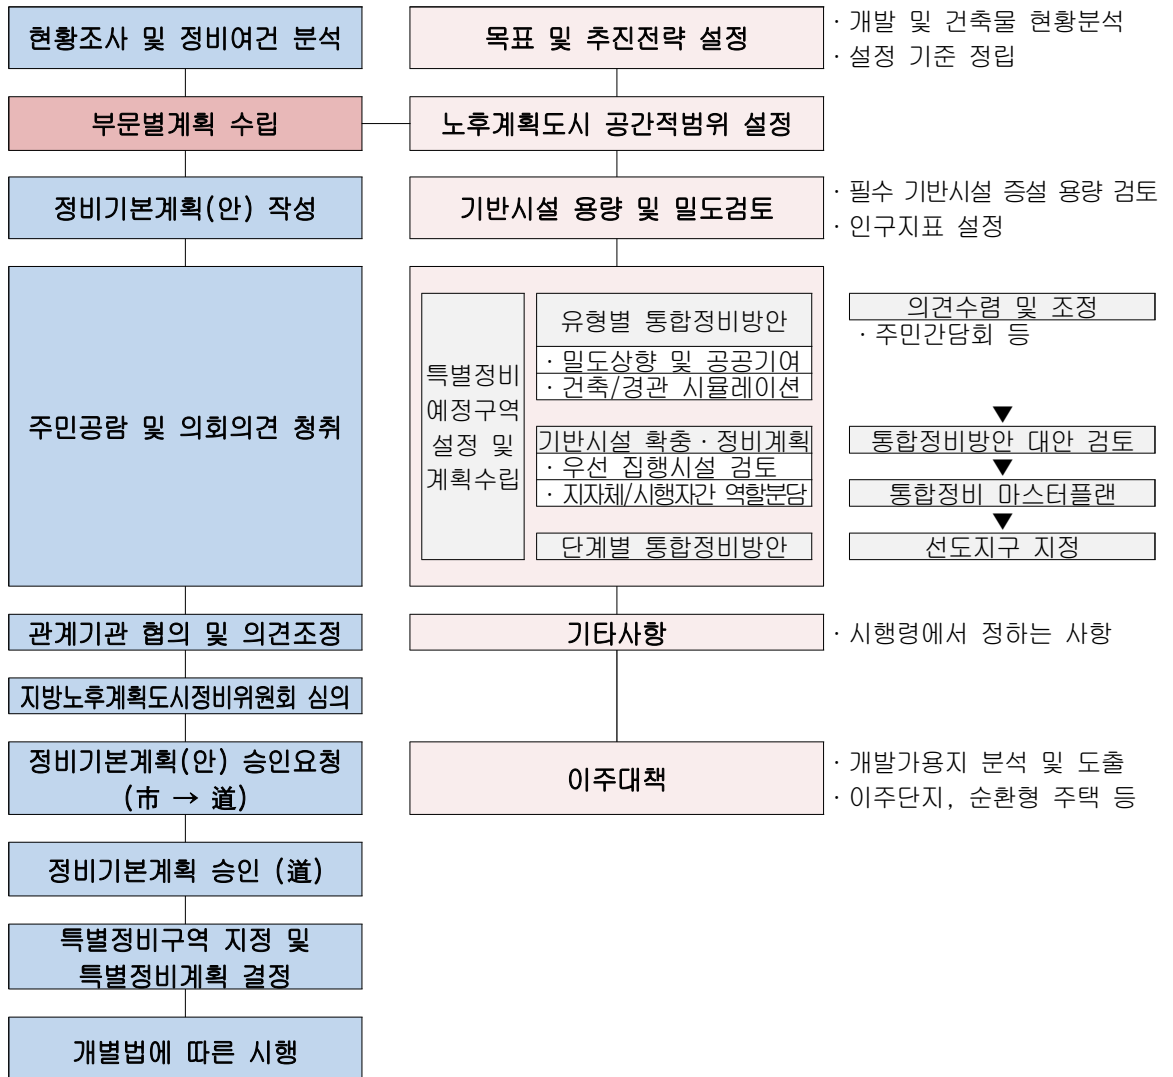 현황조사 및 정비여건 분석
부문별계획 수립
정비기본계획(안) 작성
주민공람 및 의회의견 청취
관계기관 협의 및 의견조정
지방노후계획도시정비위원회 심의
정비기본계획(안) 승인요청
(市 → 道)
정비기본계획 승인 (道)
특별정비구역 지정 및
특별정비계획 결정
개별법에 따른 시행
목표 및 추진전략 설정
· 개발 및 건축물 현황분석
· 설정 기준 정립
노후계획도시 공간적범위 설정
기반시설 용량 및 밀도검토
· 필수 기반시설 증설 용량 검토
· 인구지표 설정
특별정비
예정구역
설정 및
계획수립
유형별 통합정비방안
· 밀도상향 및 공공기여
· 건축/경관 시뮬레이션
기반시설 확충 · 정비계획
· 우선 집행시설 검토
· 지자체/시행자간 역할분담
단계별 통합정비방안
의견수렴 및 조정
· 주민간담회 등
▼
통합정비방안 대안 검토
▼
통합정비 마스터플랜
▼
선도지구 지정
기타사항
· 시행령에서 정하는 사항
이주대책
· 개발가용지 분석 및 도출
· 이주단지, 순환형 주택 등